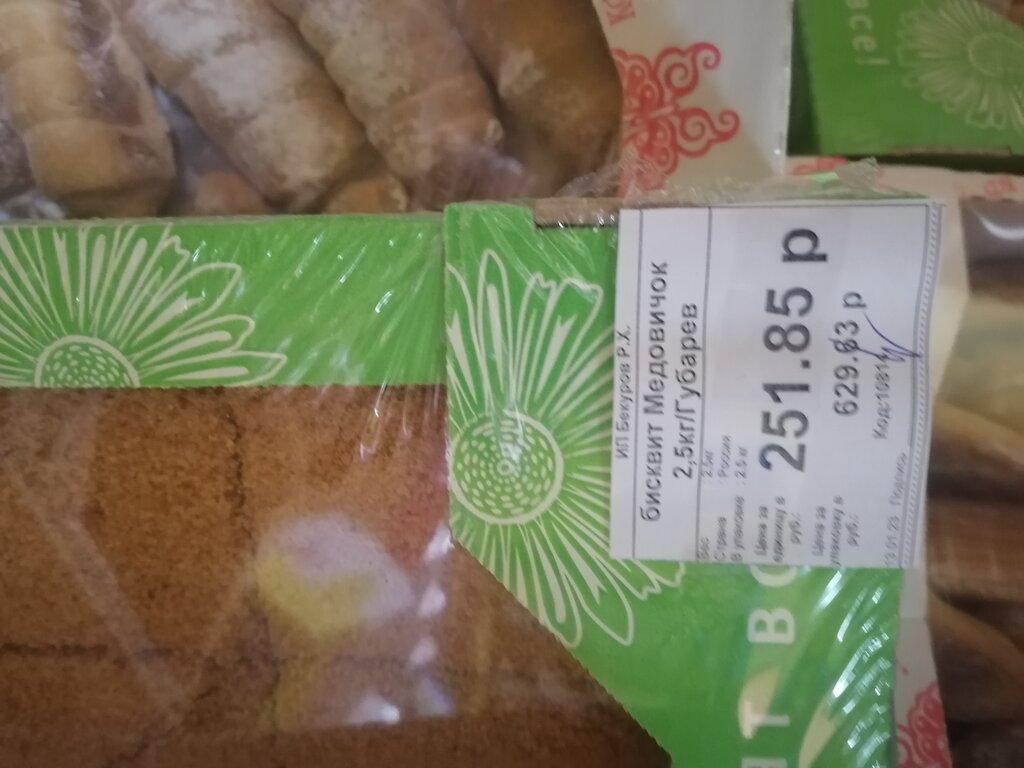 ИП Бекуров Р.Х.
бисквит Медовичок
2,5кг/Губарев
Вес : 2.5кг
Страна : Россия
В упаковке : 2.5 кг
Цена за единицу в руб.: 251.85 р
Цена за упаковку в руб.: 629.63 р
13.01.23 Подпись